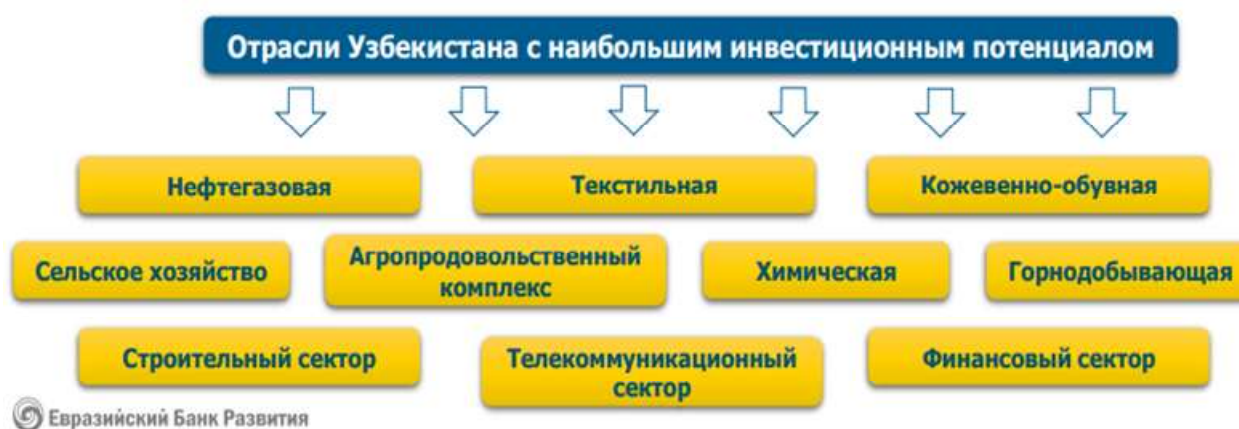 Отрасли Узбекистана с наибольшим инвестиционным потенциалом
Нефтегазовая
Текстильная
Кожевенно-обувная
Сельское хозяйство
Агропродовольственный
комплекс
Химическая
Горнодобывающая
Строительный сектор
Телекоммуникационный
сектор
Финансовый сектор
Евразийский Банк Развития